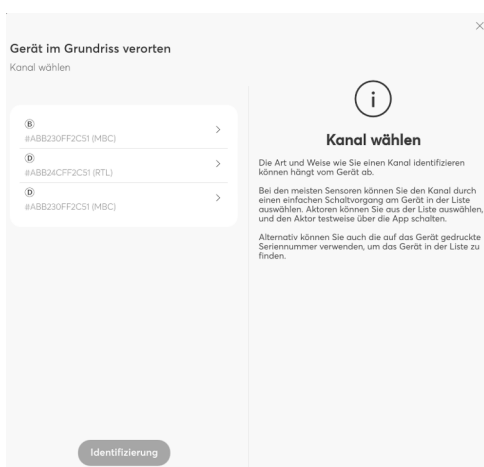 Gerät im Grundriss verorten
Kanal wählen
B
#ABB230FF2C51 (MBC)
D
#ABB24CFF2C51 (RTL)
D
#ABB230FF2C51 (MBC)
Identifizierung
i
Kanal wählen
Die Art und Weise wie Sie einen Kanal identifizieren
können hängt vom Gerät ab.
Bei den meisten Sensoren können Sie den Kanal durch
einen einfachen Schaltvorgang am Gerät in der Liste
auswählen. Aktoren können Sie aus der Liste auswählen,
und den Aktor testweise über die App schalten.
Alternativ können Sie auch die auf das Gerät gedruckte
Seriennummer verwenden, um das Gerät in der Liste zu
finden.